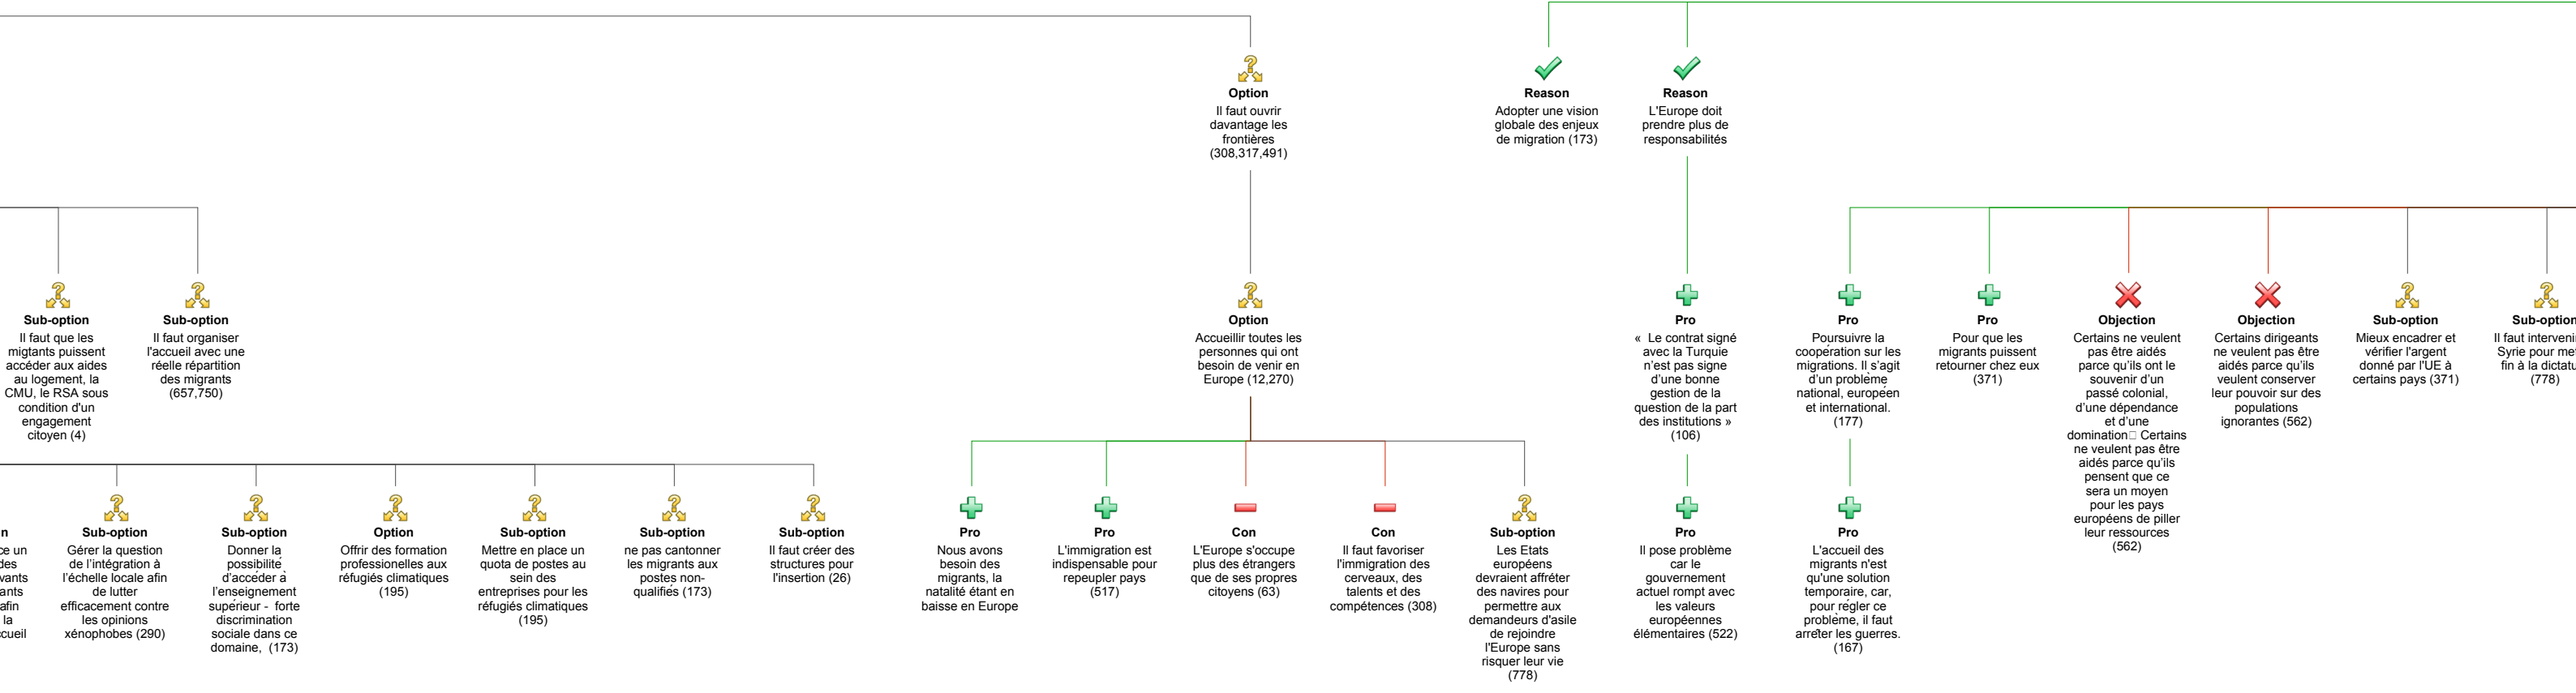 Option
Il faut ouvrir
davantage les
frontières
(308,317,491)
Reason
Adopter une vision
globale des enjeux
de migration (173)
Reason
L'Europe doit
prendre plus de
responsabilités
Sub-option
Il faut que les
migrants puissent
accéder aux aides
au logement, la
CMU, le RSA sous
condition d'un
engagement
citoyen (4)
Sub-option
Il faut organiser
l'accueil avec une
réelle répartition
des migrants
(657,750)
Option
Accueillir toutes les
personnes qui ont
besoin de venir en
Europe (12,270)
Pro
« Le contrat signé
avec la Turquie
n'est pas signe
d'une bonne
gestion de la
question de la part
des institutions »
(106)
Pro
Poursuivre la
coopération sur les
migrations. Il s'agit
d'un problème
national, européen
et international.
(177)
Pro
Pour que les
migrants puissent
retourner chez eux
(371)
Objection
Certains ne veulent
pas être aidés
parce qu'ils ont le
souvenir d'un
passé colonial,
d'une dépendance
et d'une
domination□ Certains
ne veulent pas être
aidés parce qu'ils
pensent que ce
sera un moyen
pour les pays
européens de piller
leur ressources
(562)
Objection
Certains dirigeants
ne veulent pas être
aidés parce qu'ils
veulent conserver
leur pouvoir sur des
populations
ignorantes (562)
Sub-option
Mieux encadrer et
vérifier l'argent
donné par l'UE à
certains pays (371)
Sub-option
Il faut interveni
Syrie pour me
fin à la dictatu
(778)
n
ce un
des
vants
ants
afin
la
ccueil
Sub-option
Gérer la question
de l'intégration à
l'échelle locale afin
de lutter
efficacement contre
les opinions
xénophobes (290)
Sub-option
Donner la
possibilité
d'accéder à
l'enseignement
supérieur - forte
discrimination
sociale dans ce
domaine, (173)
Option
Offrir des formation
professionelles aux
réfugiés climatiques
(195)
Sub-option
Mettre en place un
quota de postes au
sein des
entreprises pour les
réfugiés climatiques
(195)
Sub-option
ne pas cantonner
les migrants aux
postes non-
qualifiés (173)
Sub-option
Il faut créer des
structures pour
l'insertion (26)
Pro
Nous avons
besoin des
migrants, la
natalité étant en
baisse en Europe
Pro
L'immigration est
indispensable pour
repeupler pays
(517)
Con
L'Europe s'occupe
plus des étrangers
que de ses propres
citoyens (63)
Con
Il faut favoriser
l'immigration des
cerveaux, des
talents et des
compétences (308)
Sub-option
Les Etats
européens
devraient affréter
des navires pour
permettre aux
demandeurs d'asile
de rejoindre
l'Europe sans
risquer leur vie
(778)
Pro
Il pose problème
car le
gouvernement
actuel rompt avec
les valeurs
européennes
élémentaires (522)
Pro
L'accueil des
migrants n'est
qu'une solution
temporaire, car,
pour régler ce
problème, il faut
arrêter les guerres.
(167)